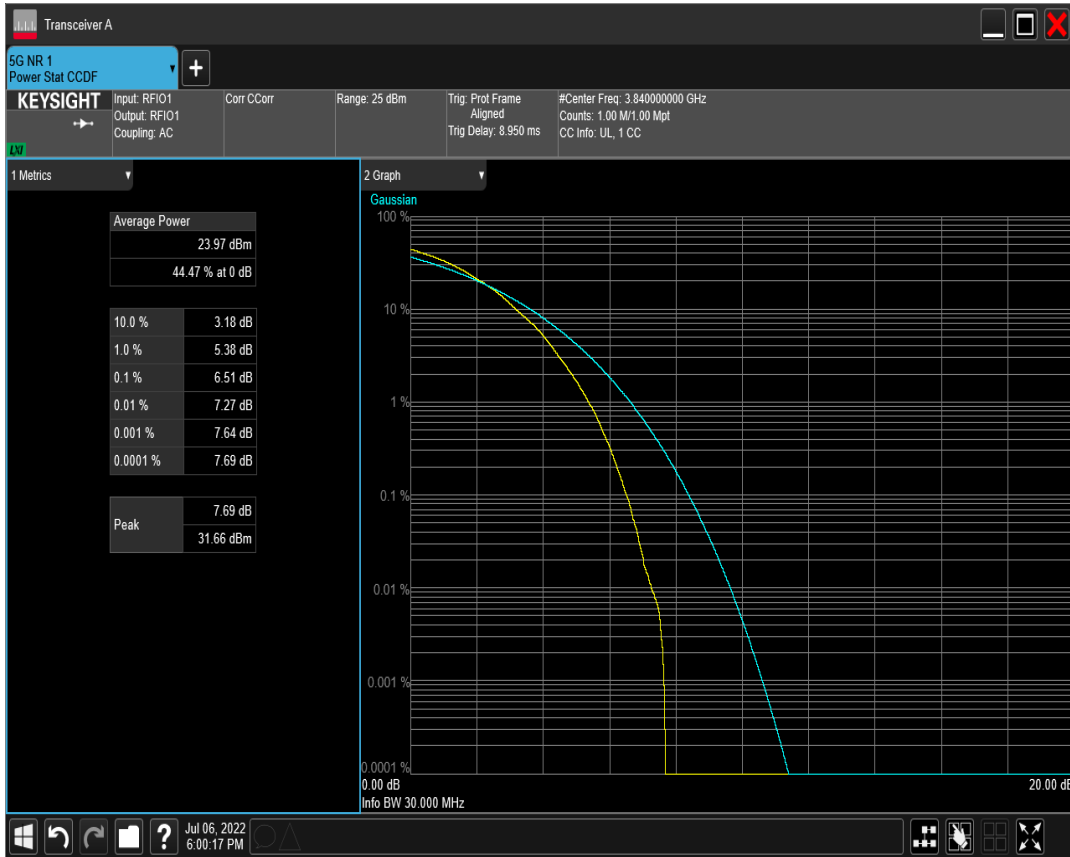 Transceiver A
5G NR 1
Power Stat CCDF
KEYSIGHT
LXI
Input: RFIO1
Output: RFIO1
Coupling: AC
Corr CCorr
Range: 25 dBm
Trig: Prot Frame
Aligned
Trig Delay: 8.950 ms
#Center Freq: 3.840000000 GHz
Counts: 1.00 M/1.00 Mpt
CC Info: UL, 1 CC
1 Metrics
Average Power
23.97 dBm
44.47 % at 0 dB
10.0 % 3.18 dB
1.0 % 5.38 dB
0.1 % 6.51 dB
0.01 % 7.27 dB
0.001 % 7.64 dB
0.0001 % 7.69 dB
Peak
7.69 dB
31.66 dBm
2 Graph
Gaussian
100 %
10 %
1 %
0.1 %
0.01 %
0.001 %
0.0001 %
0.00 dB
20.00 dB
Info BW 30.000 MHz
?
Jul 06, 2022
6:00:17 PM